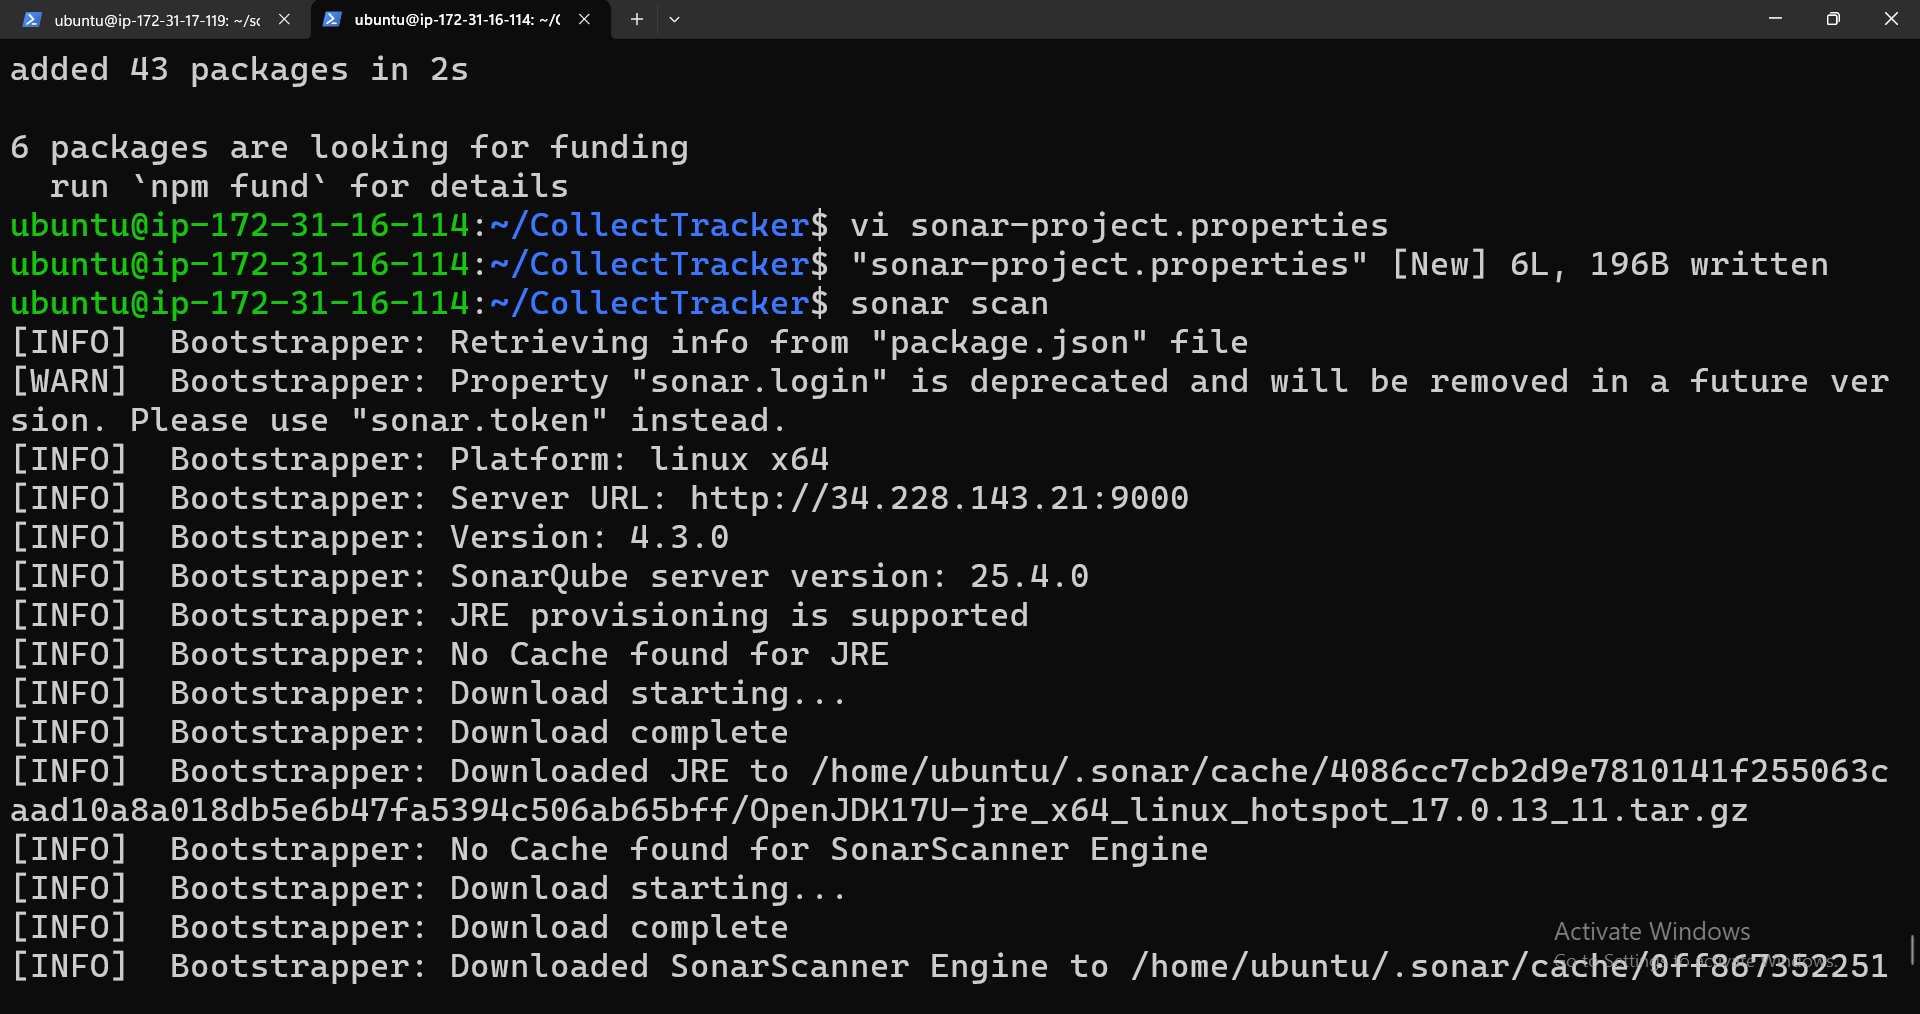 ubuntu@ip-172-31-17-119: ~/sc
ubuntu@ip-172-31-16-114: ~/C
added 43 packages in 2s
6 packages are looking for funding
run `npm fund` for details
ubuntu@ip-172-31-16-114:~/CollectTracker$ vi sonar-project.properties
ubuntu@ip-172-31-16-114:~/CollectTracker$ "sonar-project.properties" [New] 6L, 196B written
ubuntu@ip-172-31-16-114:~/CollectTracker$ sonar scan
[INFO]  Bootstrapper: Retrieving info from "package.json" file
[WARN]  Bootstrapper: Property "sonar.login" is deprecated and will be removed in a future ver
sion. Please use "sonar.token" instead.
[INFO]  Bootstrapper: Platform: linux x64
[INFO]  Bootstrapper: Server URL: http://34.228.143.21:9000
[INFO]  Bootstrapper: Version: 4.3.0
[INFO]  Bootstrapper: SonarQube server version: 25.4.0
[INFO]  Bootstrapper: JRE provisioning is supported
[INFO]  Bootstrapper: No Cache found for JRE
[INFO]  Bootstrapper: Download starting...
[INFO]  Bootstrapper: Download complete
[INFO]  Bootstrapper: Downloaded JRE to /home/ubuntu/.sonar/cache/4086cc7cb2d9e7810141f255063c
aad10a8a018db5e6b47fa5394c506ab65bff/OpenJDK17U-jre_x64_linux_hotspot_17.0.13_11.tar.gz
[INFO]  Bootstrapper: No Cache found for SonarScanner Engine
[INFO]  Bootstrapper: Download starting...
[INFO]  Bootstrapper: Download complete
Activate Windows
Go to Settings to activate Windows.
[INFO]  Bootstrapper: Downloaded SonarScanner Engine to /home/ubuntu/.sonar/cache/0ff867352251